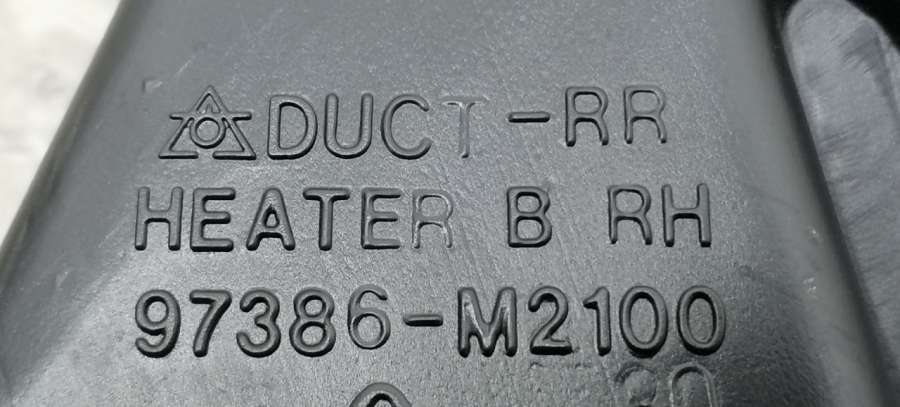 DUCT-RR
HEATER B RH
97386-M2100